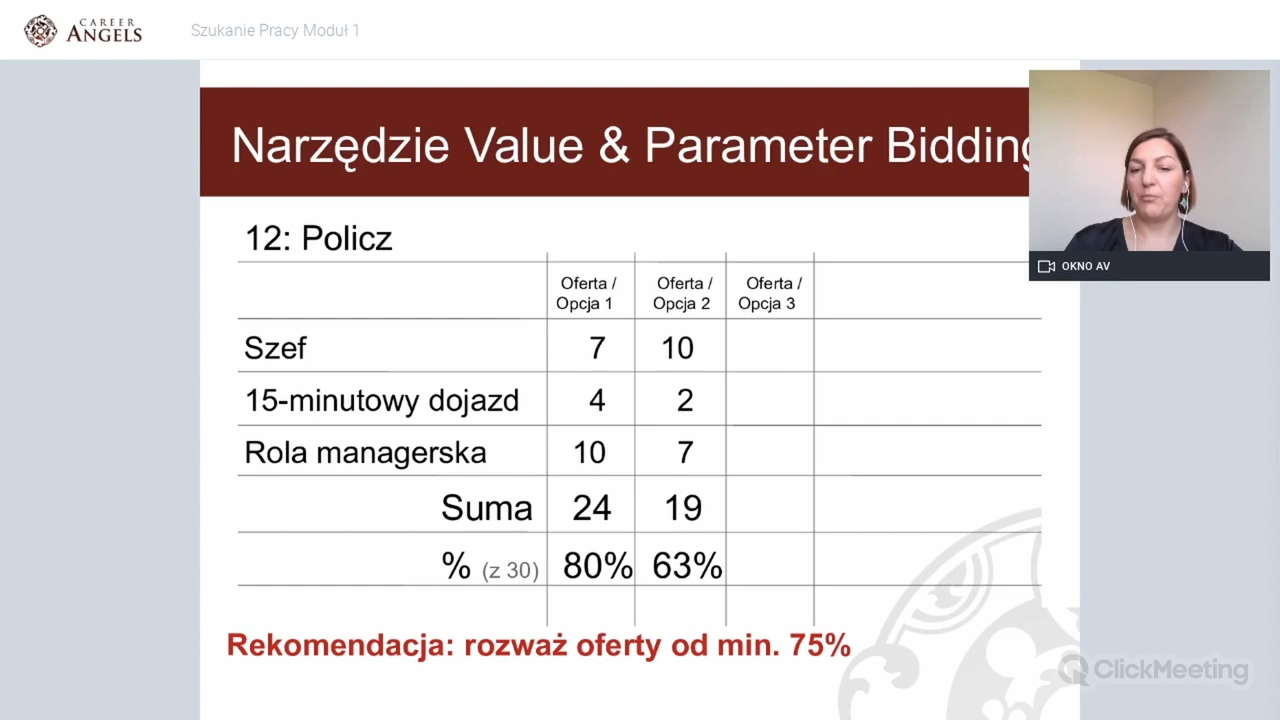 CAREER
ANGELS
Szukanie Pracy Moduł 1
Narzędzie Value & Parameter Bidding
OKNO AV
12: Policz
Oferta / Oferta / Oferta /
Opcja 1 Opcja 2 Opcja 3
Szef 7 10
15-minutowy dojazd 4 2
Rola managerska 10 7
Suma 24 19
% (z 30) 80% 63%
Rekomendacja: rozważ oferty od min. 75%
ClickMeeting